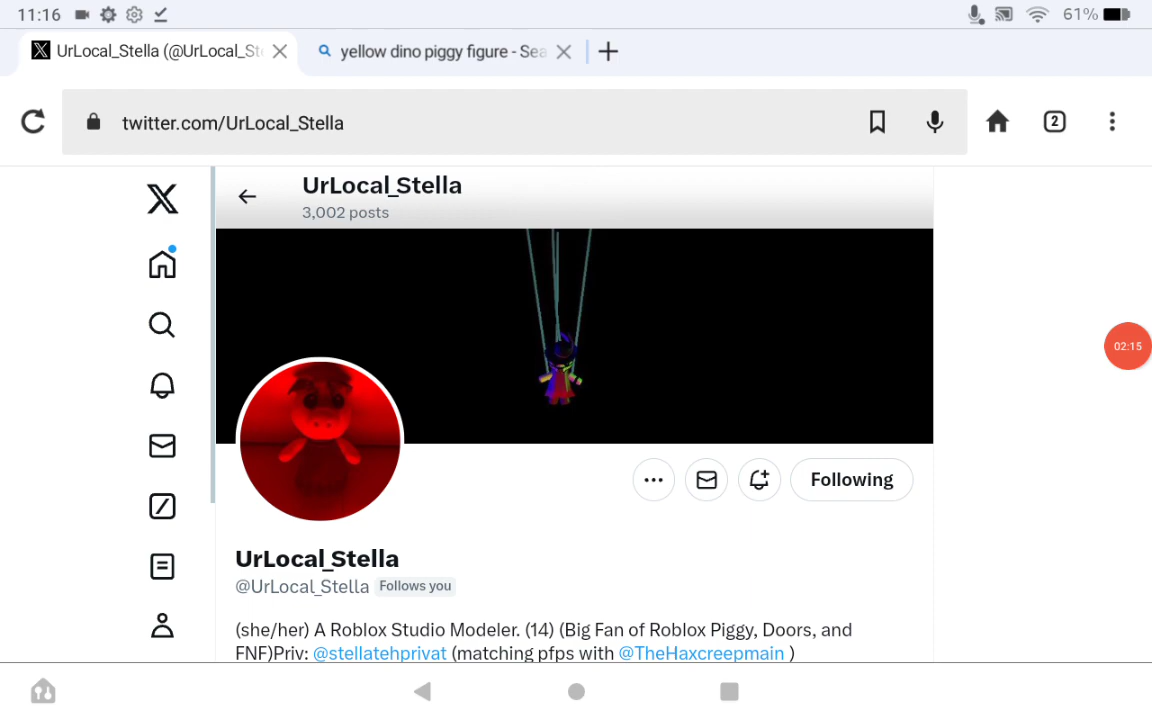 11:16
61%
UrLocal_Stella (@UrLocal_St
yellow dino piggy figure - Sea
twitter.com/UrLocal_Stella
2
UrLocal_Stella
3,002 posts
02:15
Following
UrLocal_Stella
@UrLocal_Stella Follows you
(she/her) A Roblox Studio Modeler. (14) (Big Fan of Roblox Piggy, Doors, and
FNF)Priv: @stellatehprivat (matching pfps with @TheHaxcreepmain )